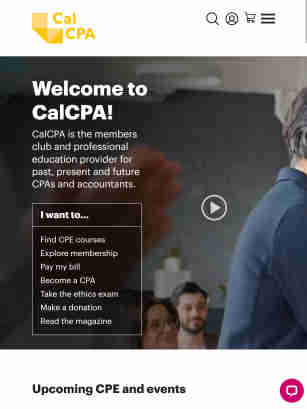 Cal
CPA
Welcome to
CalCPA!
CalCPA is the members
club and professional
education provider for
past, present and future
CPAs and accountants.
I want to...
Find CPE courses
Explore membership
Pay my bill
Become a CPA
Take the ethics exam
Make a donation
Read the magazine
Upcoming CPE and events